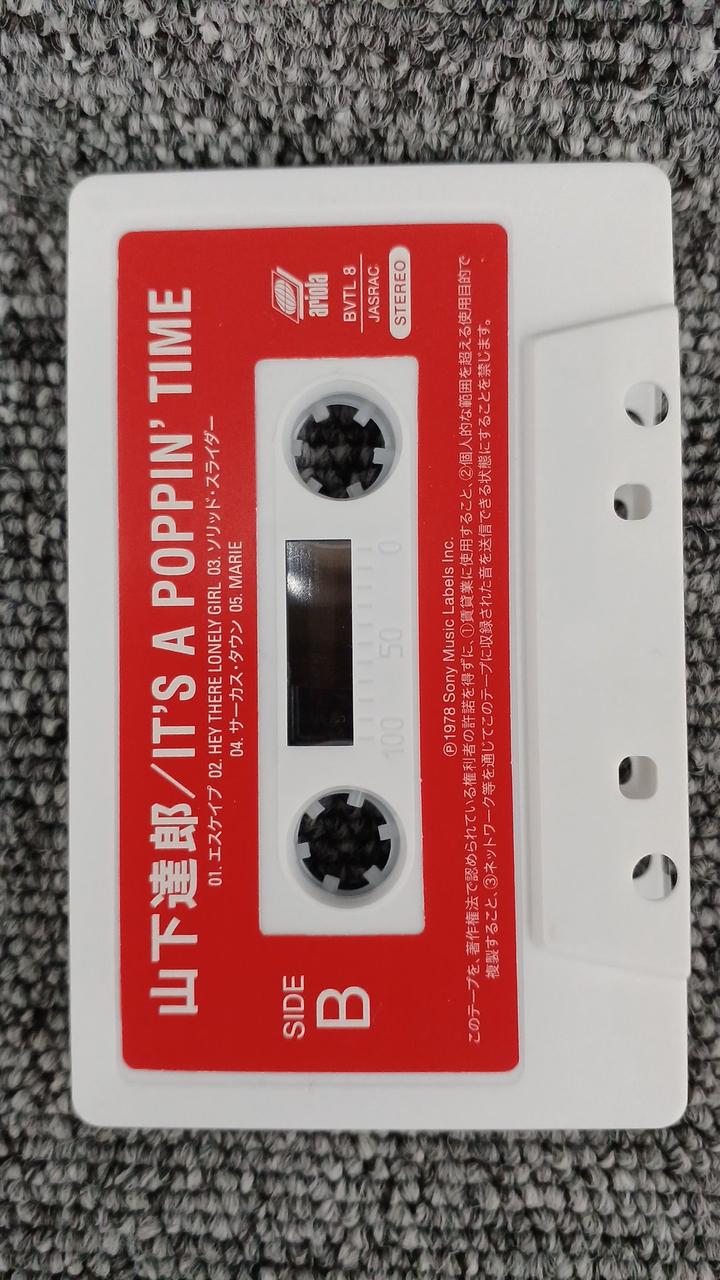 山下達郎/IT'S A POPPIN' TIME
01. エスケイプ 02. HEY THERE LONELY GIRL 03. ソリッド・スライダー
04. サーカス・タウン 05. MARIE
ariola
BVTL 8
JASRAC
STEREO
SIDE
B
100 50 0
Ⓟ1978 Sony Music Labels Inc.
このテープを、著作権法で認められている権利者の許諾を得ずに、①賃貸業に使用すること、②個人的な範囲を超える使用目的で
複製すること、③ネットワーク等を通じてこのテープに収録された音を送信できる状態にすることを禁じます。